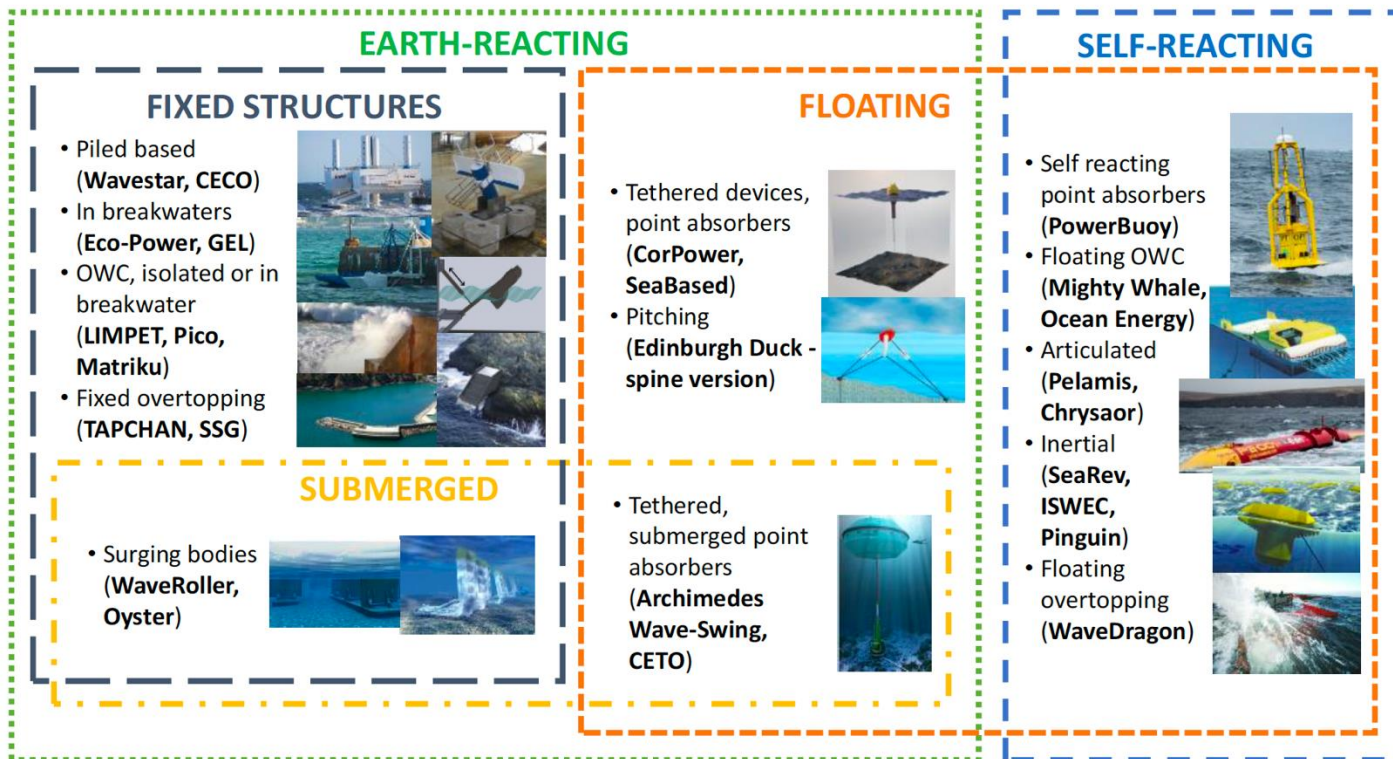 EARTH-REACTING
SELF-REACTING
FIXED STRUCTURES
• Piled based
(Wavestar, CECO)
• In breakwaters
(Eco-Power, GEL)
• OWC, isolated or in
breakwater
(LIMPET, Pico,
Matriku)
• Fixed overtopping
(TAPCHAN, SSG)
FLOATING
• Tethered devices,
point absorbers
(CorPower,
SeaBased)
• Pitching
(Edinburgh Duck -
spine version)
SUBMERGED
• Surging bodies
(WaveRoller,
Oyster)
• Tethered,
submerged point
absorbers
(Archimedes
Wave-Swing,
CETO)
• Self reacting
point absorbers
(PowerBuoy)
• Floating OWC
(Mighty Whale,
Ocean Energy)
• Articulated
(Pelamis,
Chrysaor)
• Inertial
(SeaRev,
ISWEC,
Pinguin)
• Floating
overtopping
(WaveDragon)